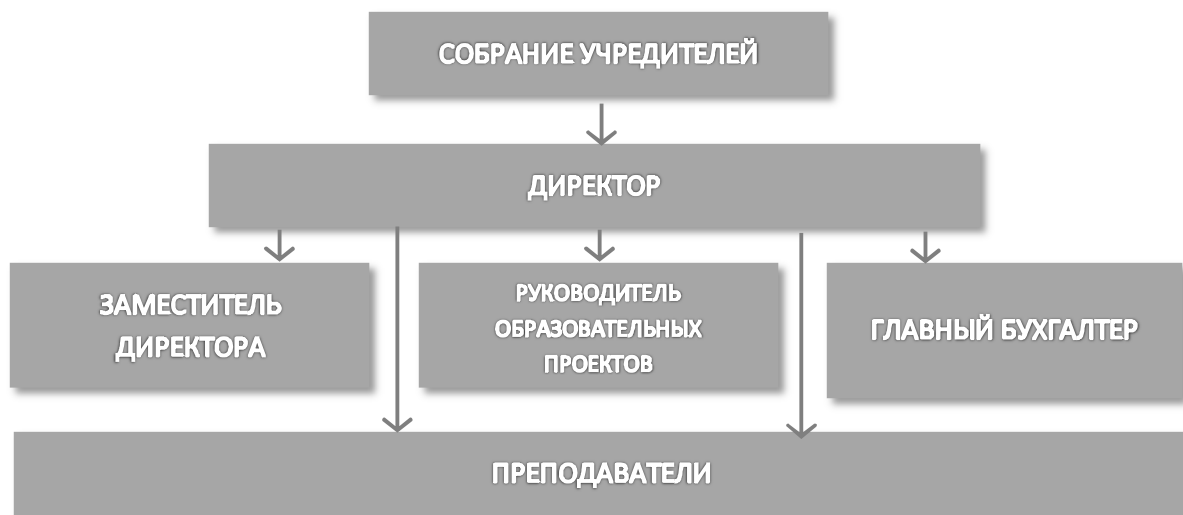 СОБРАНИЕ УЧРЕДИТЕЛЕЙ
ДИРЕКТОР
ЗАМЕСТИТЕЛЬ
ДИРЕКТОРА
РУКОВОДИТЕЛЬ
ОБРАЗОВАТЕЛЬНЫХ
ПРОЕКТОВ
ГЛАВНЫЙ БУХГАЛТЕР
ПРЕПОДАВАТЕЛИ